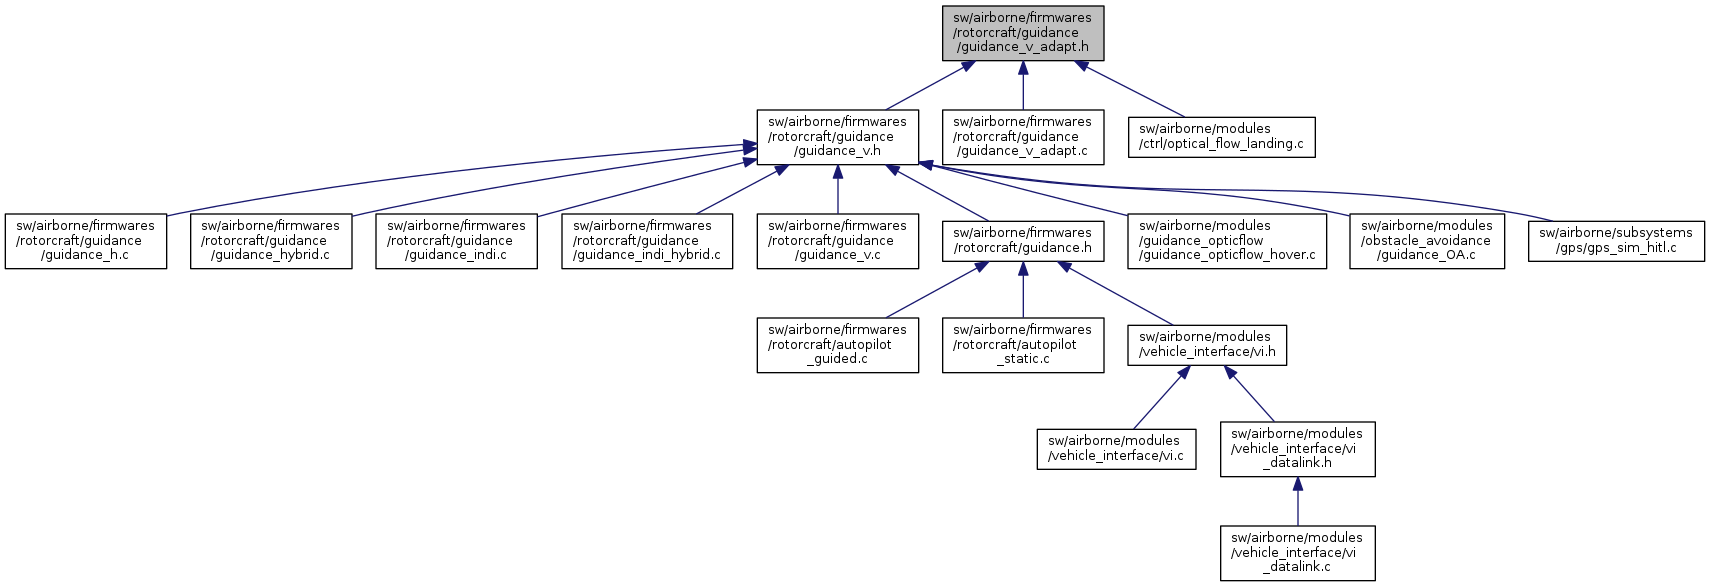 sw/airborne/firmwares
/rotorcraft/guidance
/guidance_v_adapt.h
sw/airborne/firmwares
/rotorcraft/guidance
/guidance_v.h
sw/airborne/firmwares
/rotorcraft/guidance
/guidance_v_adapt.c
sw/airborne/modules
/ctrl/optical_flow_landing.c
sw/airborne/firmwares
/rotorcraft/guidance
/guidance_h.c
sw/airborne/firmwares
/rotorcraft/guidance
/guidance_hybrid.c
sw/airborne/firmwares
/rotorcraft/guidance
/guidance_indi.c
sw/airborne/firmwares
/rotorcraft/guidance
/guidance_indi_hybrid.c
sw/airborne/firmwares
/rotorcraft/guidance
/guidance_v.c
sw/airborne/firmwares
/rotorcraft/guidance.h
sw/airborne/modules
/guidance_opticflow
/guidance_opticflow_hover.c
sw/airborne/modules
/obstacle_avoidance
/guidance_OA.c
sw/airborne/subsystems
/gps/gps_sim_hitl.c
sw/airborne/firmwares
/rotorcraft/autopilot
_guided.c
sw/airborne/firmwares
/rotorcraft/autopilot
_static.c
sw/airborne/modules
/vehicle_interface/vi.h
sw/airborne/modules
/vehicle_interface/vi.c
sw/airborne/modules
/vehicle_interface/vi
_datalink.h
sw/airborne/modules
/vehicle_interface/vi
_datalink.c